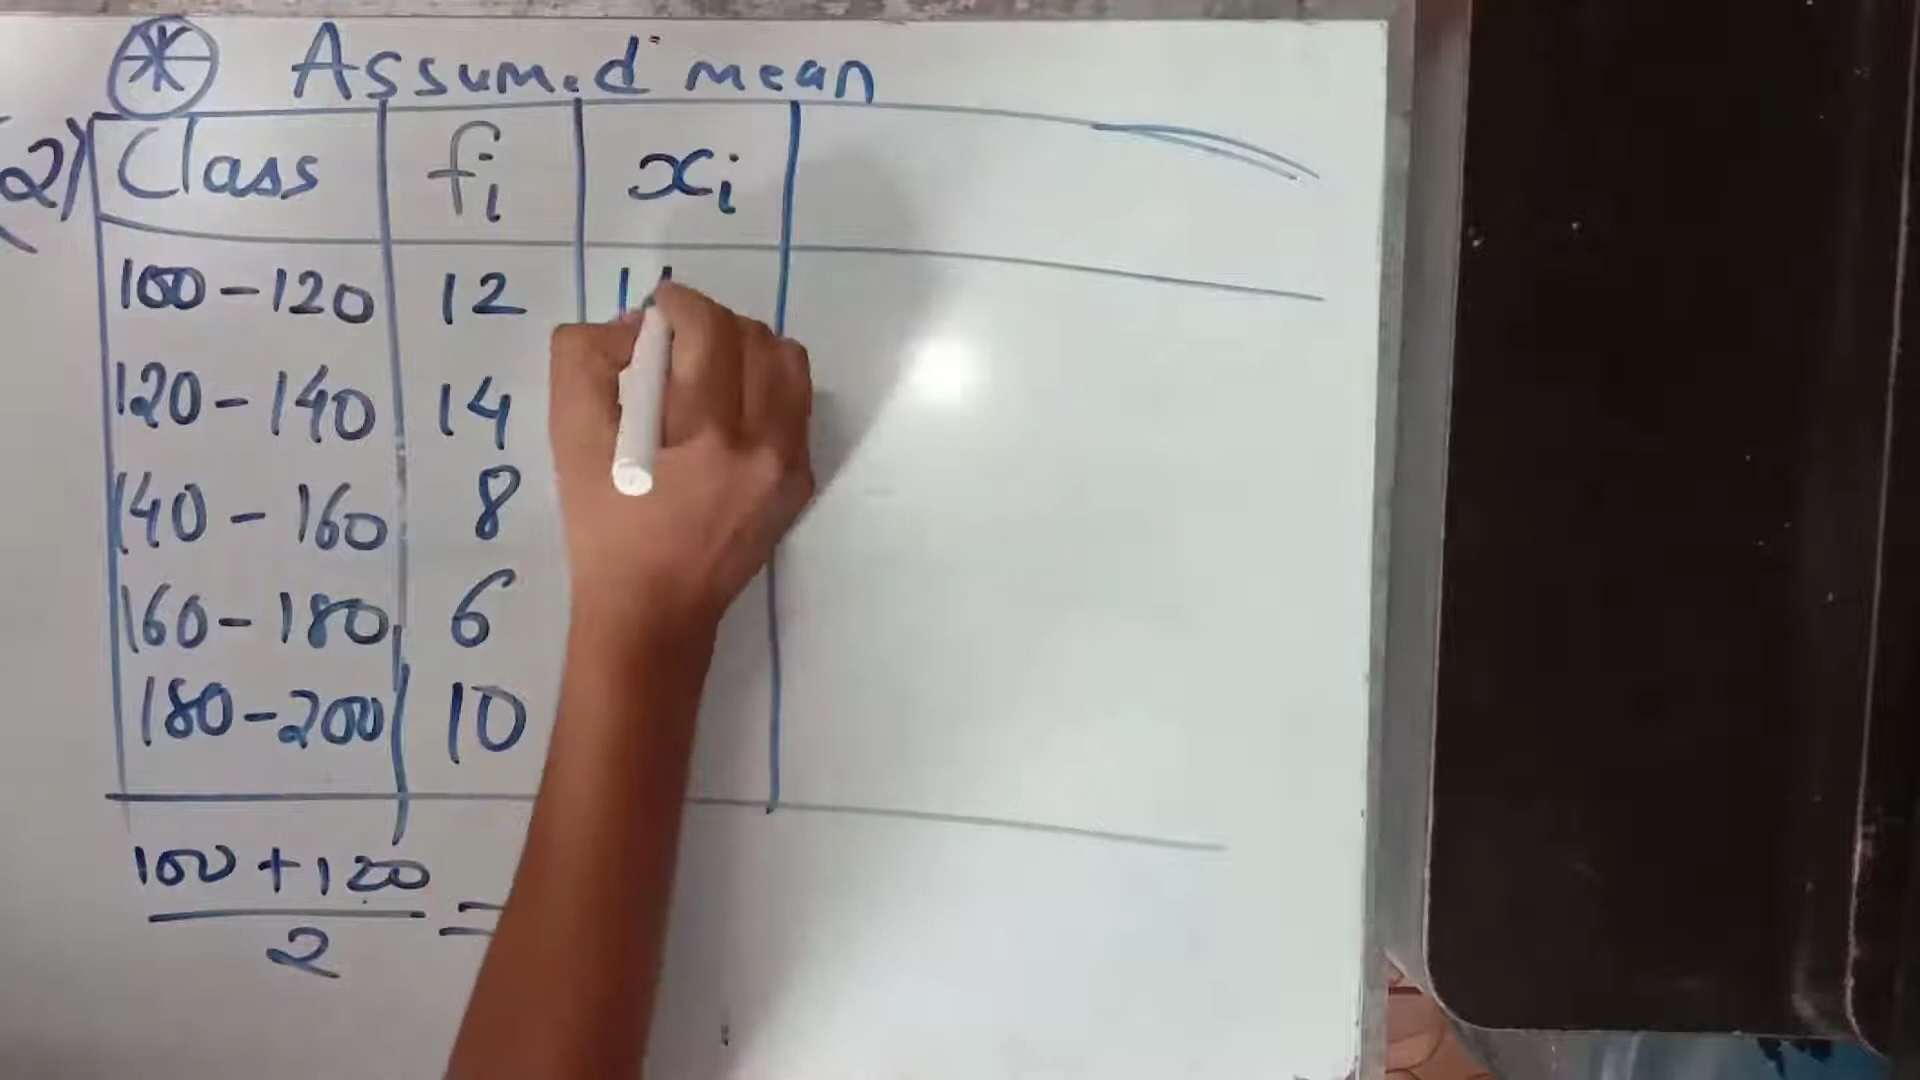 Assumed mean
2) Class fi xi
100-120 12 11
120-140 14
140-160 8
160-180 6
180-200 10
100+120
2 =